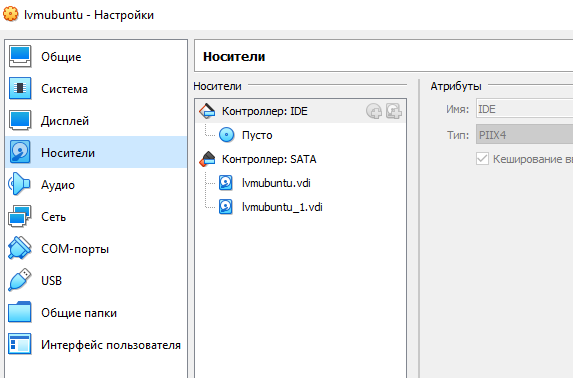 lvmubuntu - Настройки
Общие
Система
Дисплей
Носители
Аудио
Сеть
COM-порты
USB
Общие папки
Интерфейс пользователя
Носители
Носители
Контроллер: IDE
Пусто
Контроллер: SATA
lvmubuntu.vdi
lvmubuntu_1.vdi
Атрибуты
Имя: IDE
Тип: PIIX4
Кеширование в